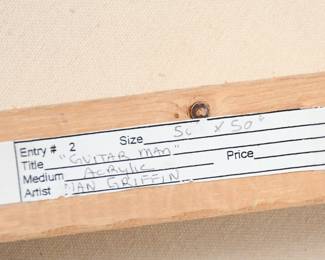 Entry # 2 Size 50" x 50"
Title "GUITAR MAN"
Medium Acrylic Price
Artist NAN GRIFFIN